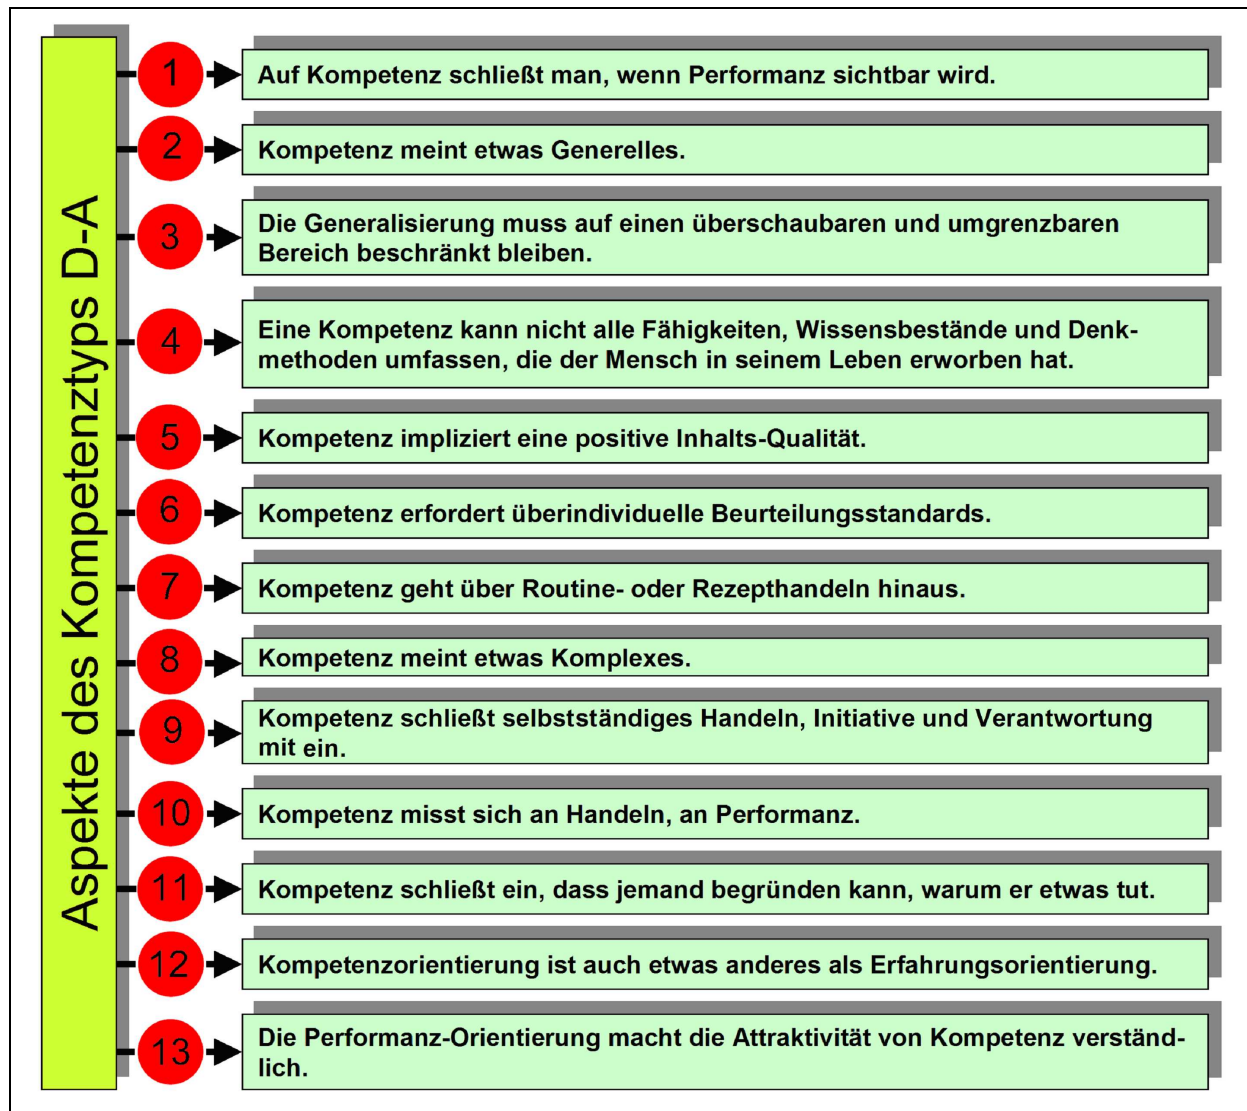 Aspekte des Kompetenztyps D-A
1
Auf Kompetenz schließt man, wenn Performanz sichtbar wird.
2
Kompetenz meint etwas Generelles.
3
Die Generalisierung muss auf einen überschaubaren und umgrenzbaren
Bereich beschränkt bleiben.
4
Eine Kompetenz kann nicht alle Fähigkeiten, Wissensbestände und Denk-
methoden umfassen, die der Mensch in seinem Leben erworben hat.
5
Kompetenz impliziert eine positive Inhalts-Qualität.
6
Kompetenz erfordert überindividuelle Beurteilungsstandards.
7
Kompetenz geht über Routine- oder Rezepthandeln hinaus.
8
Kompetenz meint etwas Komplexes.
9
Kompetenz schließt selbstständiges Handeln, Initiative und Verantwortung
mit ein.
10
Kompetenz misst sich an Handeln, an Performanz.
11
Kompetenz schließt ein, dass jemand begründen kann, warum er etwas tut.
12
Kompetenzorientierung ist auch etwas anderes als Erfahrungsorientierung.
13
Die Performanz-Orientierung macht die Attraktivität von Kompetenz verständ-
lich.